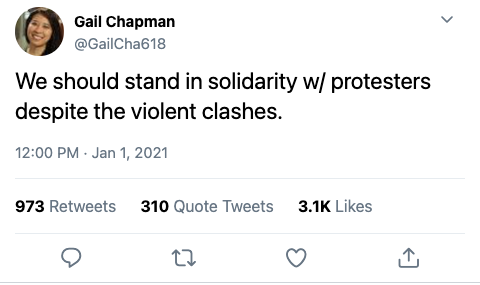 Gail Chapman
@GailCha618
We should stand in solidarity w/ protesters
despite the violent clashes.
12:00 PM · Jan 1, 2021
973 Retweets 310 Quote Tweets 3.1K Likes